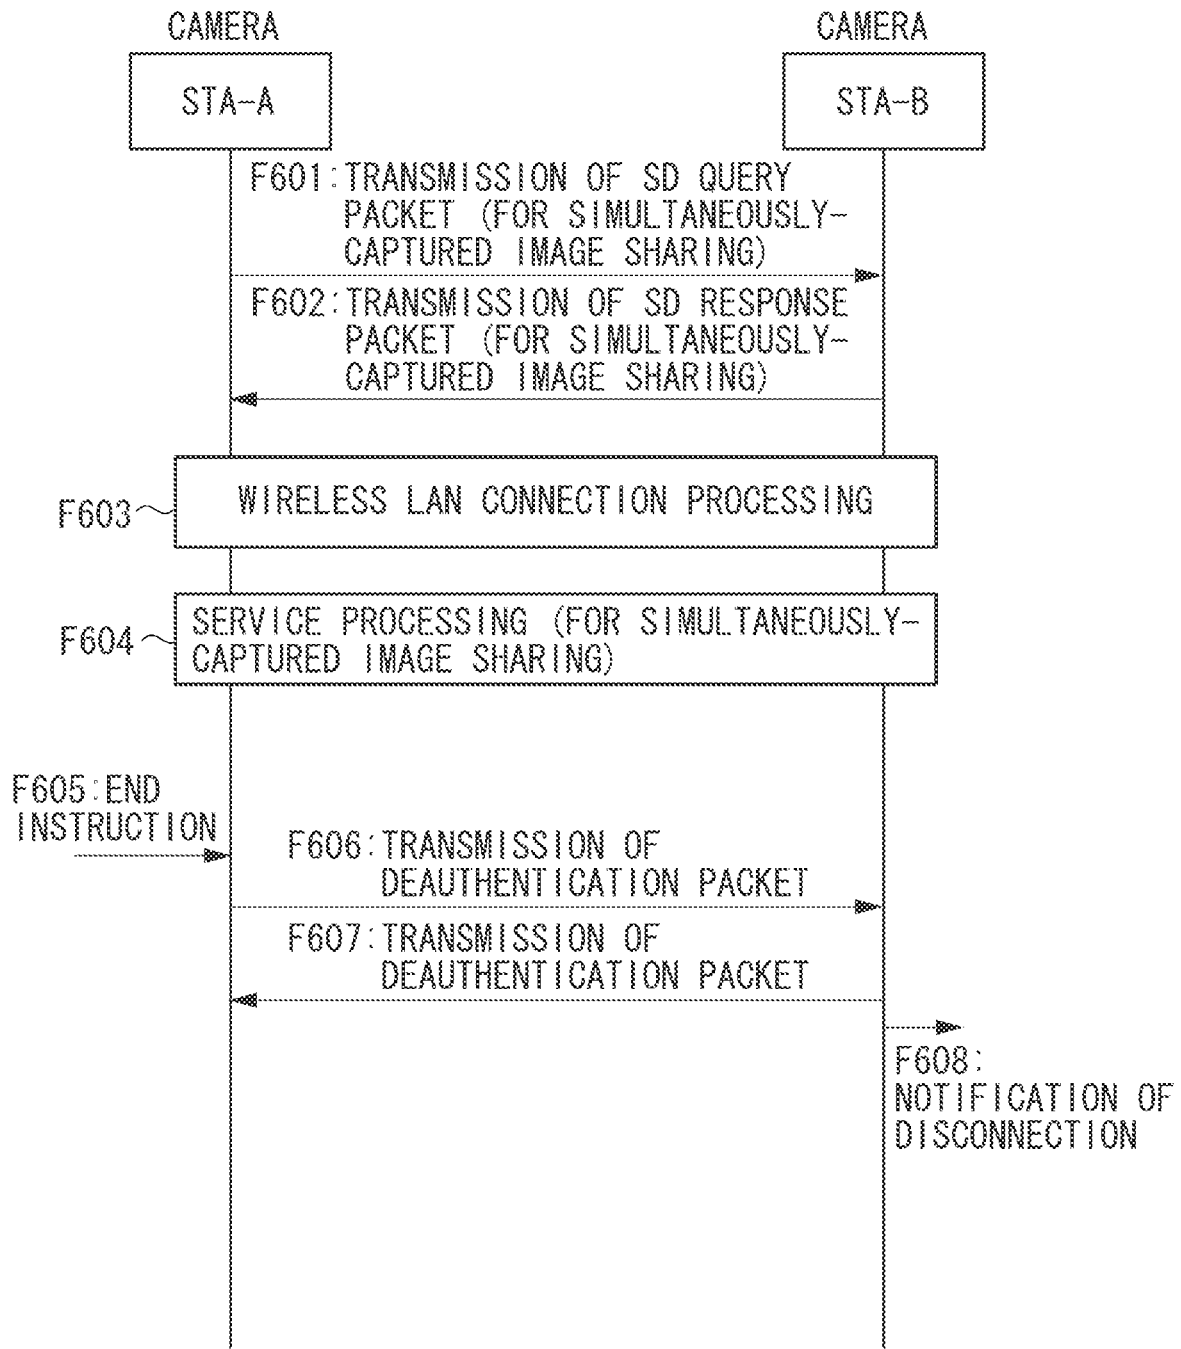 CAMERA
CAMERA
STA-A
STA-B
F601:TRANSMISSION OF SD QUERY
PACKET (FOR SIMULTANEOUSLY-
CAPTURED IMAGE SHARING)
F602:TRANSMISSION OF SD RESPONSE
PACKET (FOR SIMULTANEOUSLY-
CAPTURED IMAGE SHARING)
F603
WIRELESS LAN CONNECTION PROCESSING
F604
SERVICE PROCESSING (FOR SIMULTANEOUSLY-
CAPTURED IMAGE SHARING)
F605:END
INSTRUCTION
F606:TRANSMISSION OF
DEAUTHENTICATION PACKET
F607:TRANSMISSION OF
DEAUTHENTICATION PACKET
F608:
NOTIFICATION OF
DISCONNECTION